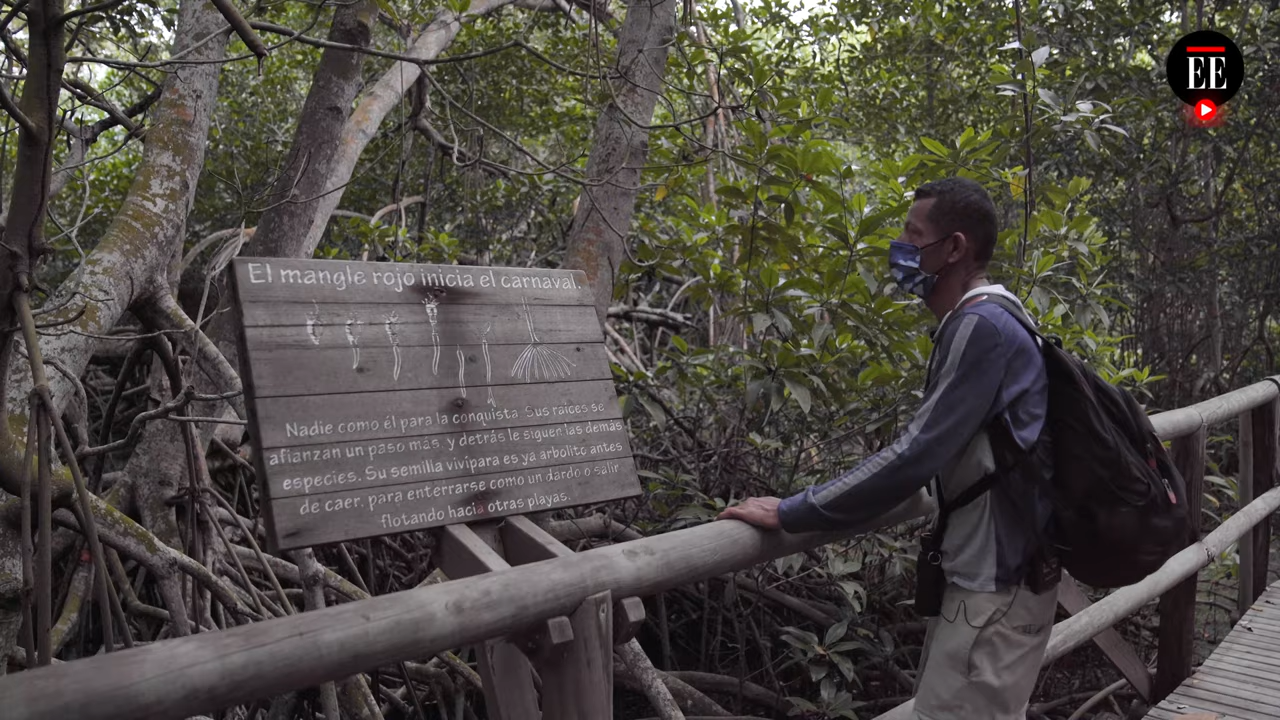 EE
El mangle rojo inicia el carnaval.
Nadie como él para la conquista. Sus raíces se
afianzan un paso más, y detrás le siguen las demás
especies. Su semilla vivípara es ya arbolito antes
de caer, para enterrarse como un dardo o salir
flotando hacia otras playas.